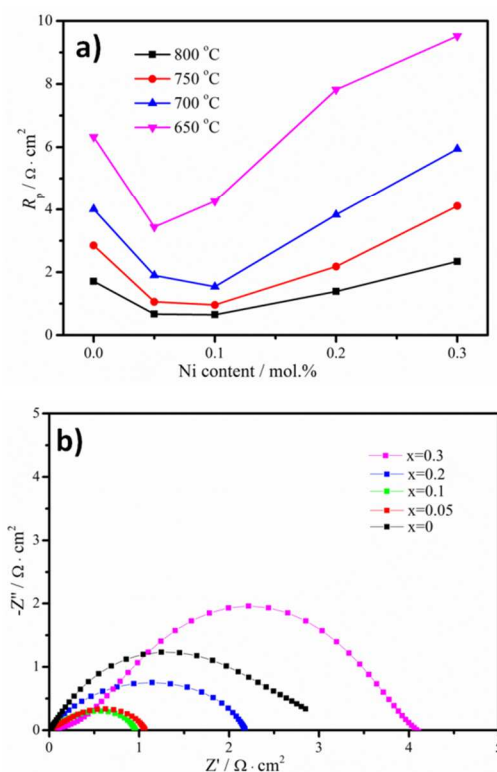 a)
800 °C
750 °C
700 °C
650 °C
10
8
6
4
2
0
Rp / Ω · cm²
0.0 0.1 0.2 0.3
Ni content / mol.%
b)
x=0.3
x=0.2
x=0.1
x=0.05
x=0
5
4
3
2
1
0
-Z'' / Ω · cm²
0 1 2 3 4 5
Z' / Ω · cm²